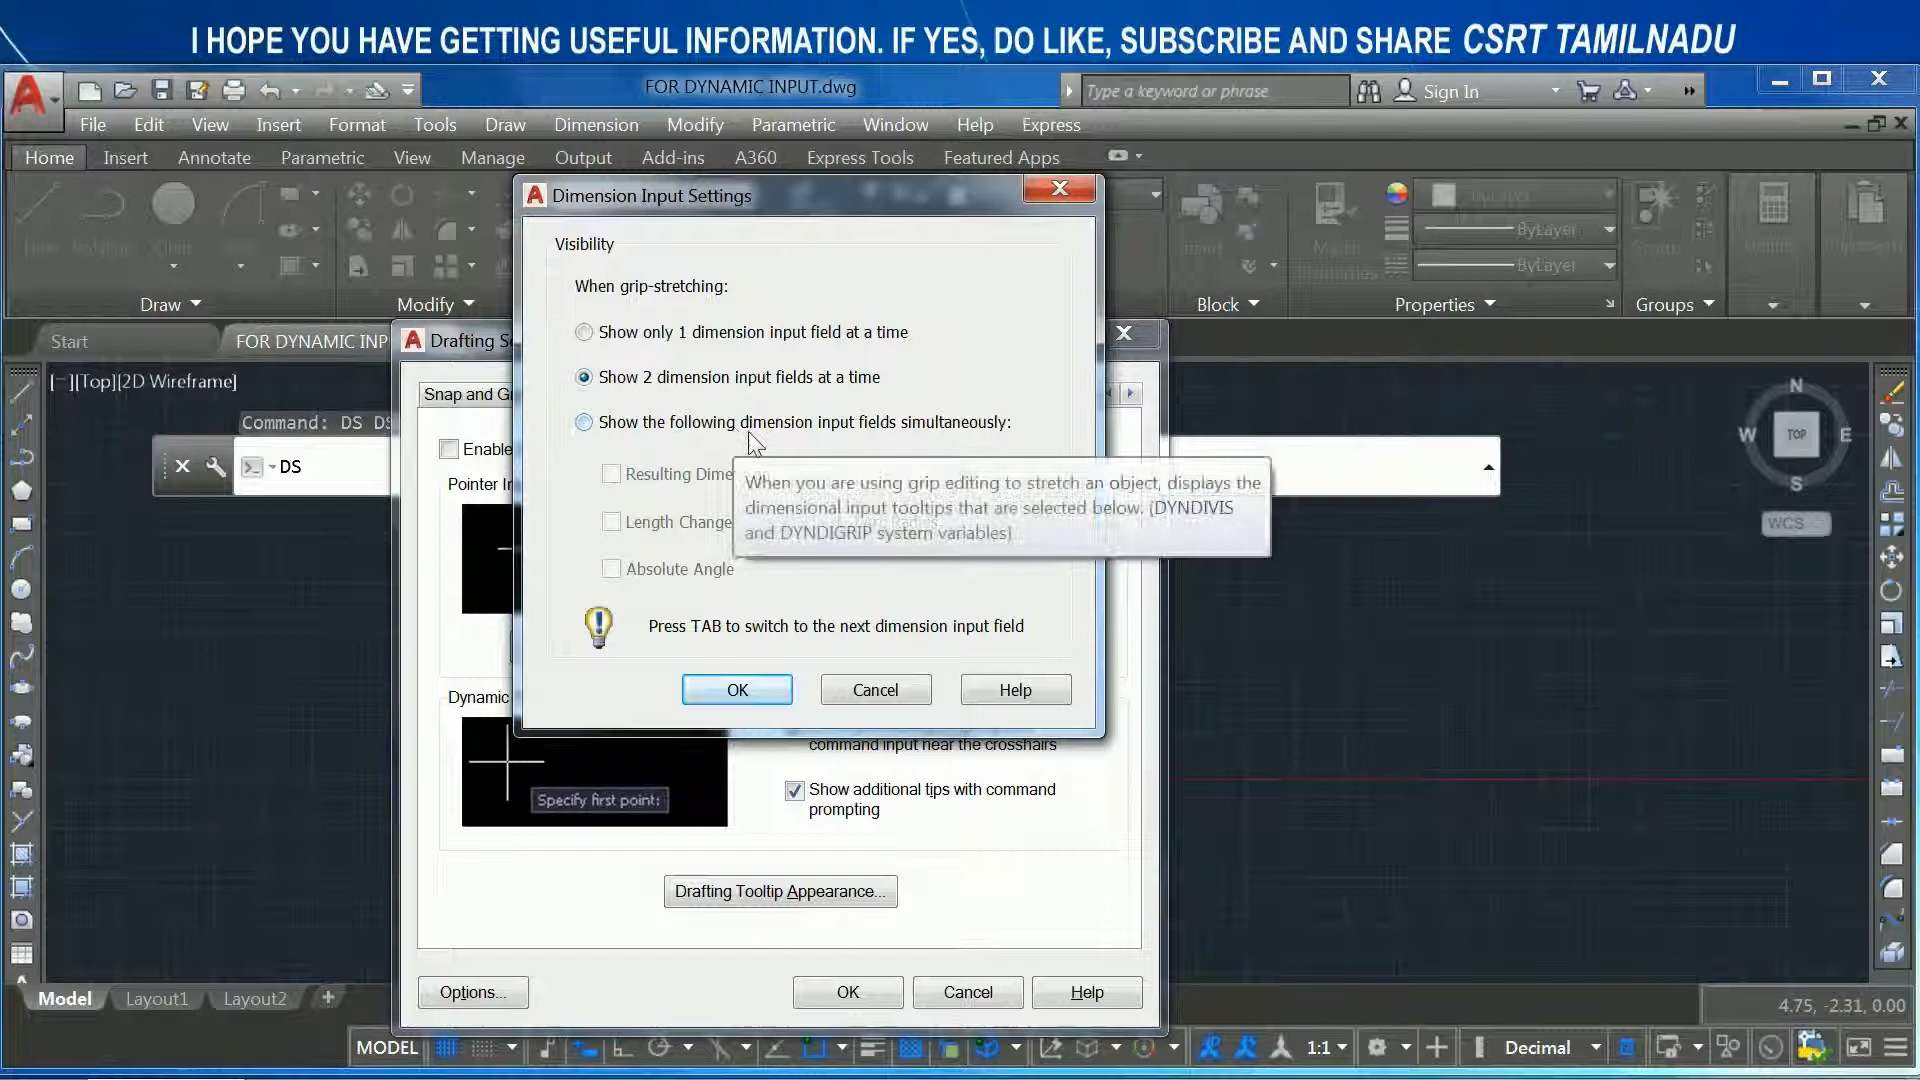 I HOPE YOU HAVE GETTING USEFUL INFORMATION. IF YES, DO LIKE, SUBSCRIBE AND SHARE CSRT TAMILNADU
FOR DYNAMIC INPUT.dwg
Type a keyword or phrase
Sign In
File Edit View Insert Format Tools Draw Dimension Modify Parametric Window Help Express
Home Insert Annotate Parametric View Manage Output Add-ins A360 Express Tools Featured Apps
ByLayer
ByLayer
Draw Modify Block Properties Groups
Start
FOR DYNAMIC INP
[−][Top][2D Wireframe]
Command: DS DS
DS
Dimension Input Settings
Visibility
When grip-stretching:
Show only 1 dimension input field at a time
Show 2 dimension input fields at a time
Show the following dimension input fields simultaneously:
Resulting Dime
Length Change
Absolute Angle
When you are using grip editing to stretch an object, displays the
dimensional input tooltips that are selected below. (DYNDIVIS
and DYNDIGRIP system variables)
Press TAB to switch to the next dimension input field
OK Cancel Help
Drafting S
Snap and G
Enable
Pointer I
Dynamic
command input near the crosshairs
Specify first point:
Show additional tips with command
prompting
Drafting Tooltip Appearance...
Options... OK Cancel Help
N
W TOP E
S
WCS
Model Layout1 Layout2 +
4.75, -2.31, 0.00
MODEL 1:1 Decimal